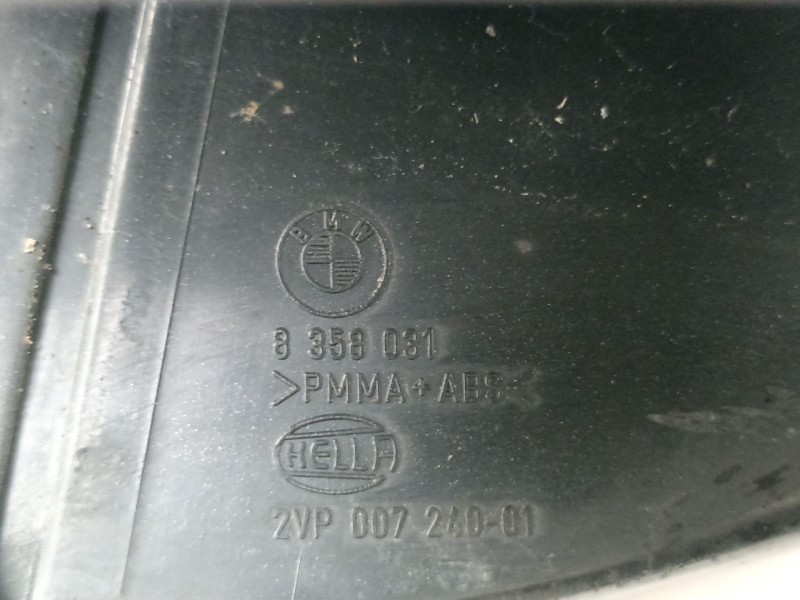 BMW
8 358 031
>PMMA+ABS<
HELLA
2VP 007 240-01